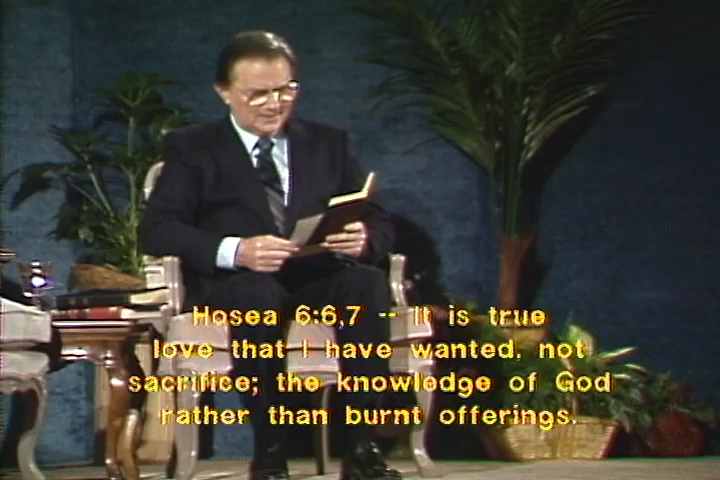 Hosea 6:6,7 -- It is true
love that I have wanted, not
sacrifice; the knowledge of God
rather than burnt offerings.